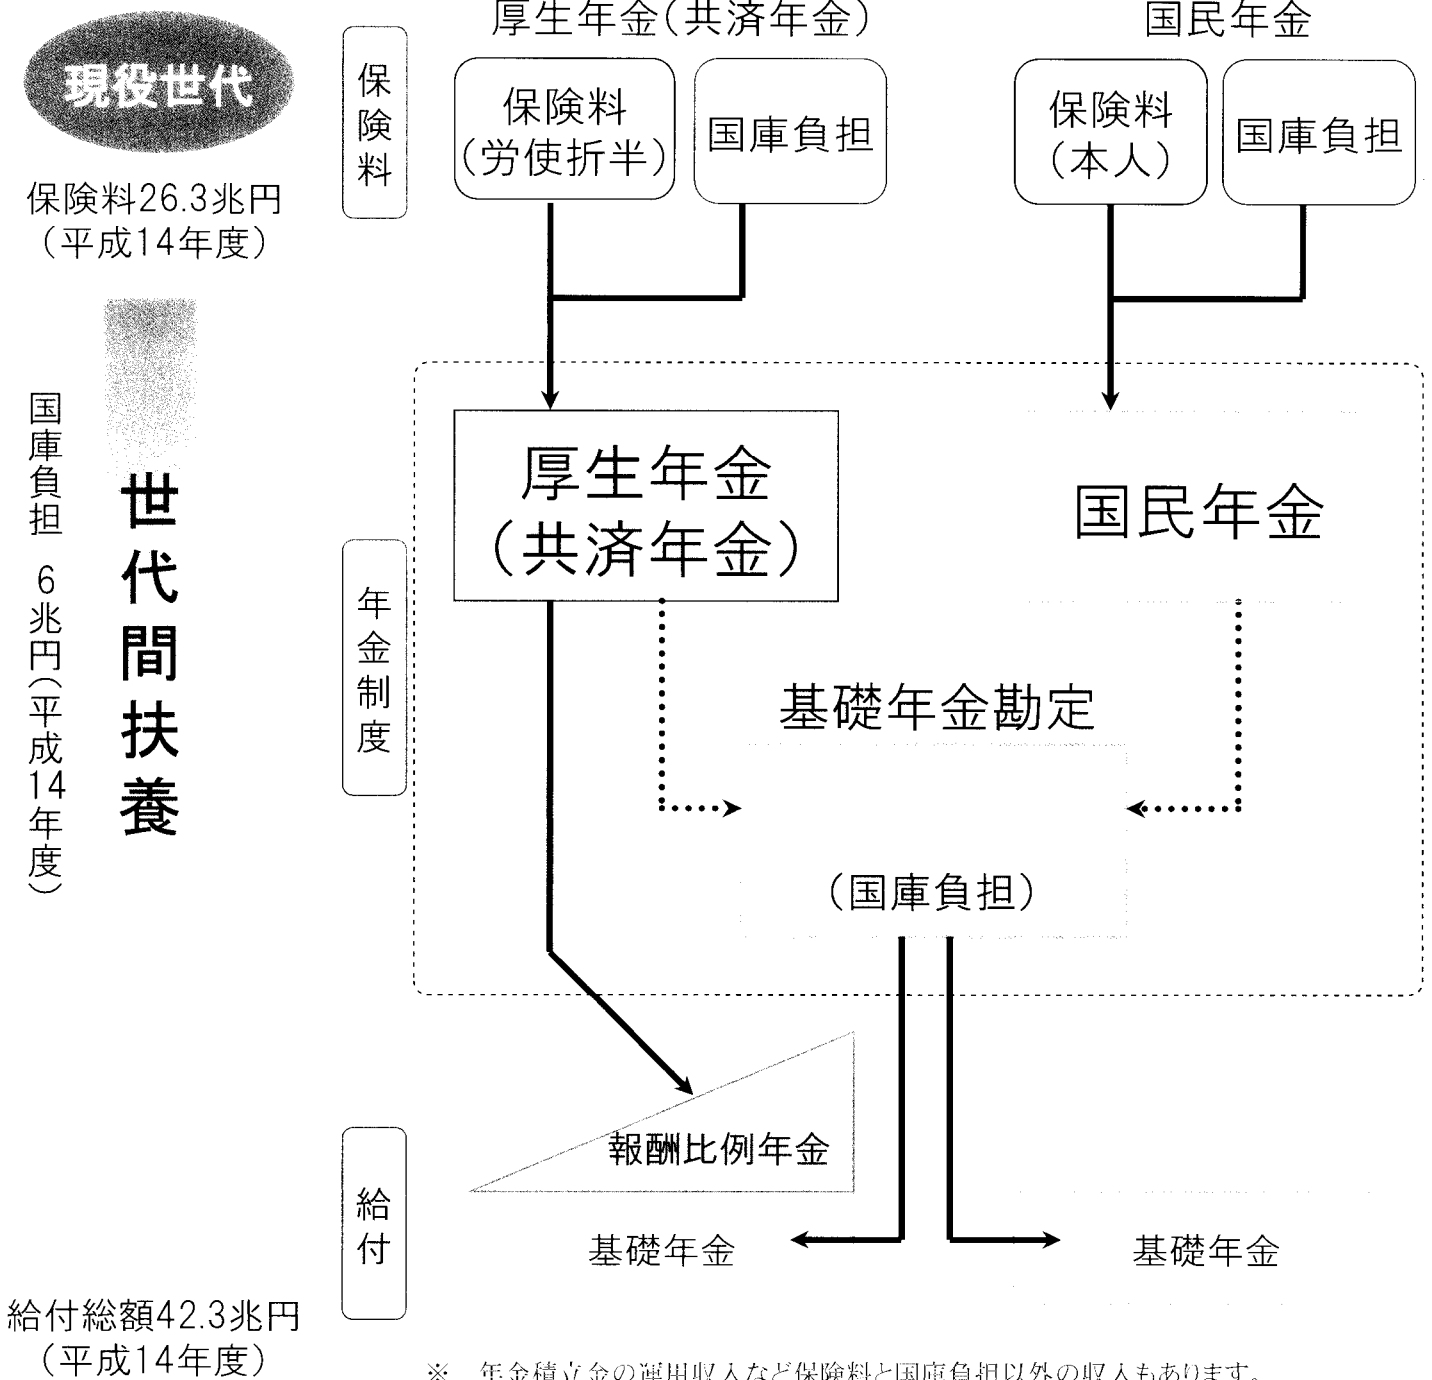 厚生年金（共済年金）
国民年金
現役世代
保険料26.3兆円
（平成14年度）
保険料
保険料
（労使折半）
国庫負担
保険料
（本人）
国庫負担
国庫負担 6兆円（平成14年度）
世代間扶養
年金制度
厚生年金
（共済年金）
国民年金
基礎年金勘定
（国庫負担）
給付
報酬比例年金
基礎年金
基礎年金
給付総額42.3兆円
（平成14年度）
※ 年金積立金の運用収入など保険料と国庫負担以外の収入もあります。